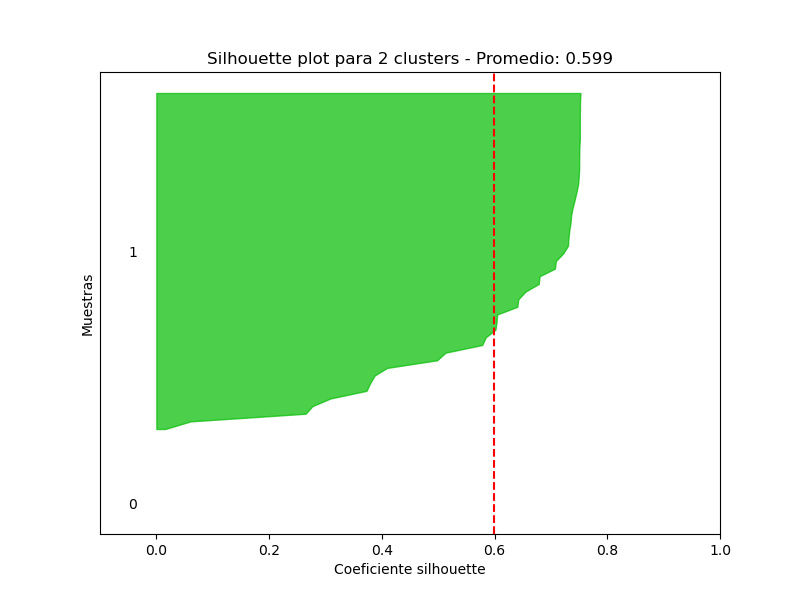 Silhouette plot para 2 clusters - Promedio: 0.599
Muestras
1
0
0.0 0.2 0.4 0.6 0.8 1.0
Coeficiente silhouette